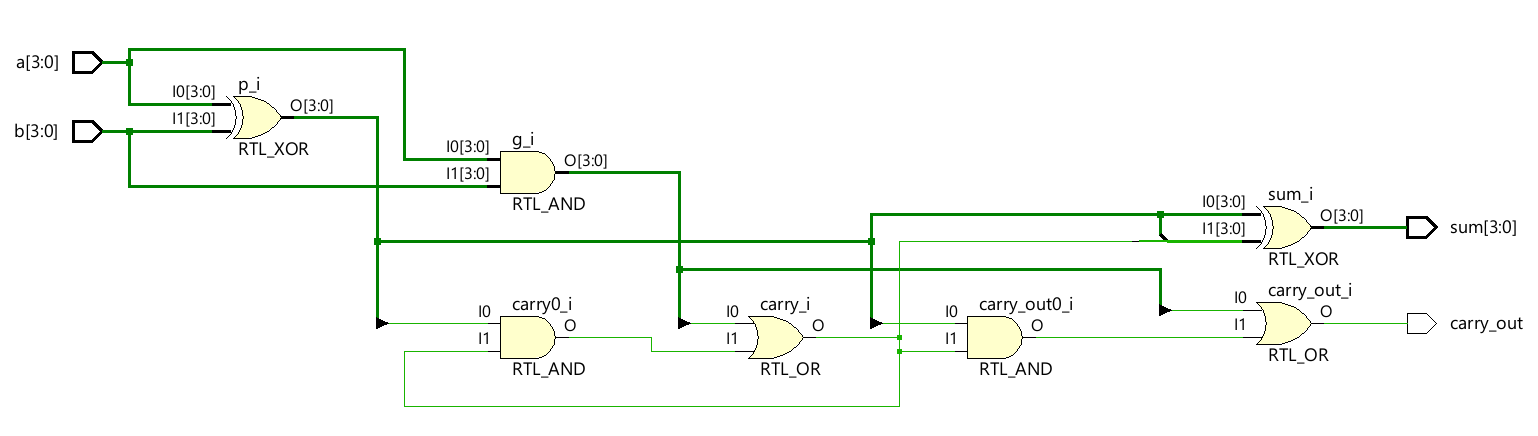 a[3:0]
b[3:0]
p_i
I0[3:0]
I1[3:0]
O[3:0]
RTL_XOR
g_i
I0[3:0]
I1[3:0]
O[3:0]
RTL_AND
sum_i
I0[3:0]
I1[3:0]
O[3:0]
RTL_XOR
sum[3:0]
carry0_i
I0
I1
O
RTL_AND
carry_i
I0
I1
O
RTL_OR
carry_out0_i
I0
I1
O
RTL_AND
carry_out_i
I0
I1
O
RTL_OR
carry_out